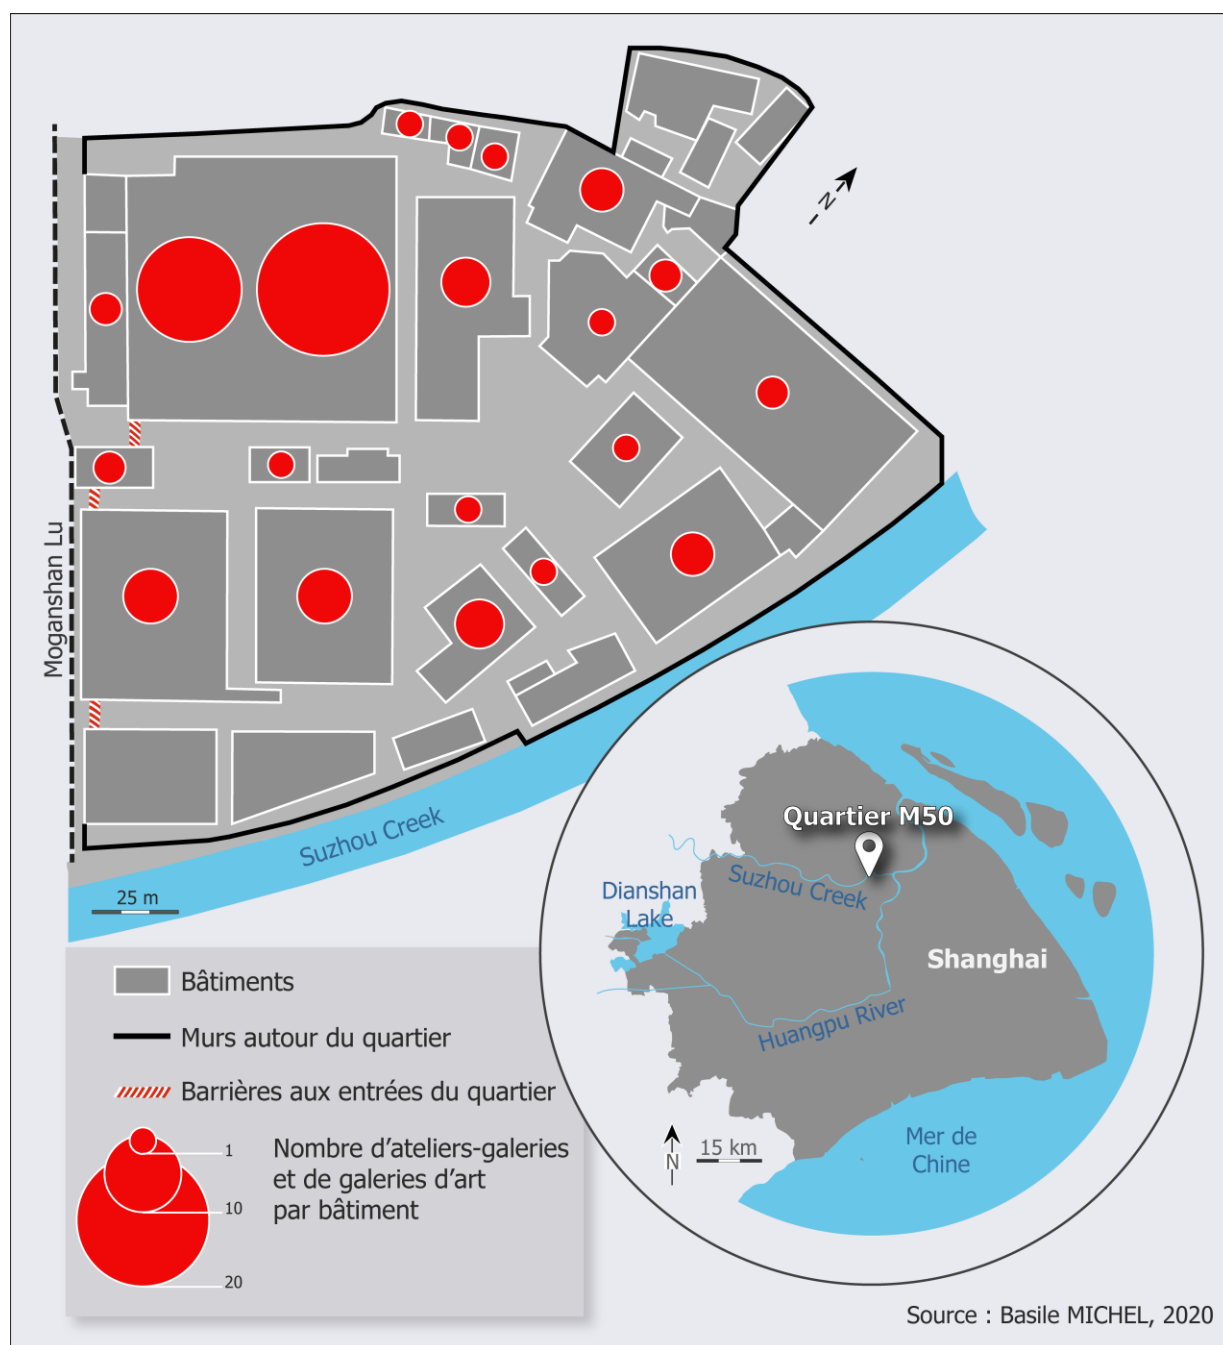 N
Moganshan Lu
Suzhou Creek
25 m
Quartier M50
Suzhou Creek
Dianshan
Lake
Shanghai
Huangpu River
N
15 km
Mer de
Chine
Bâtiments
Murs autour du quartier
Barrières aux entrées du quartier
Nombre d'ateliers-galeries
et de galeries d'art
par bâtiment
1
10
20
Source : Basile MICHEL, 2020